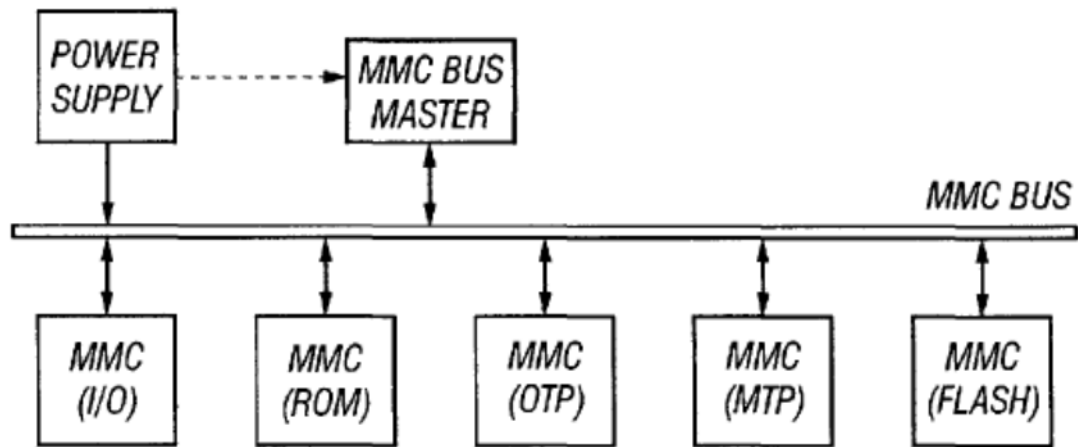 POWER
SUPPLY
MMC BUS
MASTER
MMC BUS
MMC
(I/O)
MMC
(ROM)
MMC
(OTP)
MMC
(MTP)
MMC
(FLASH)